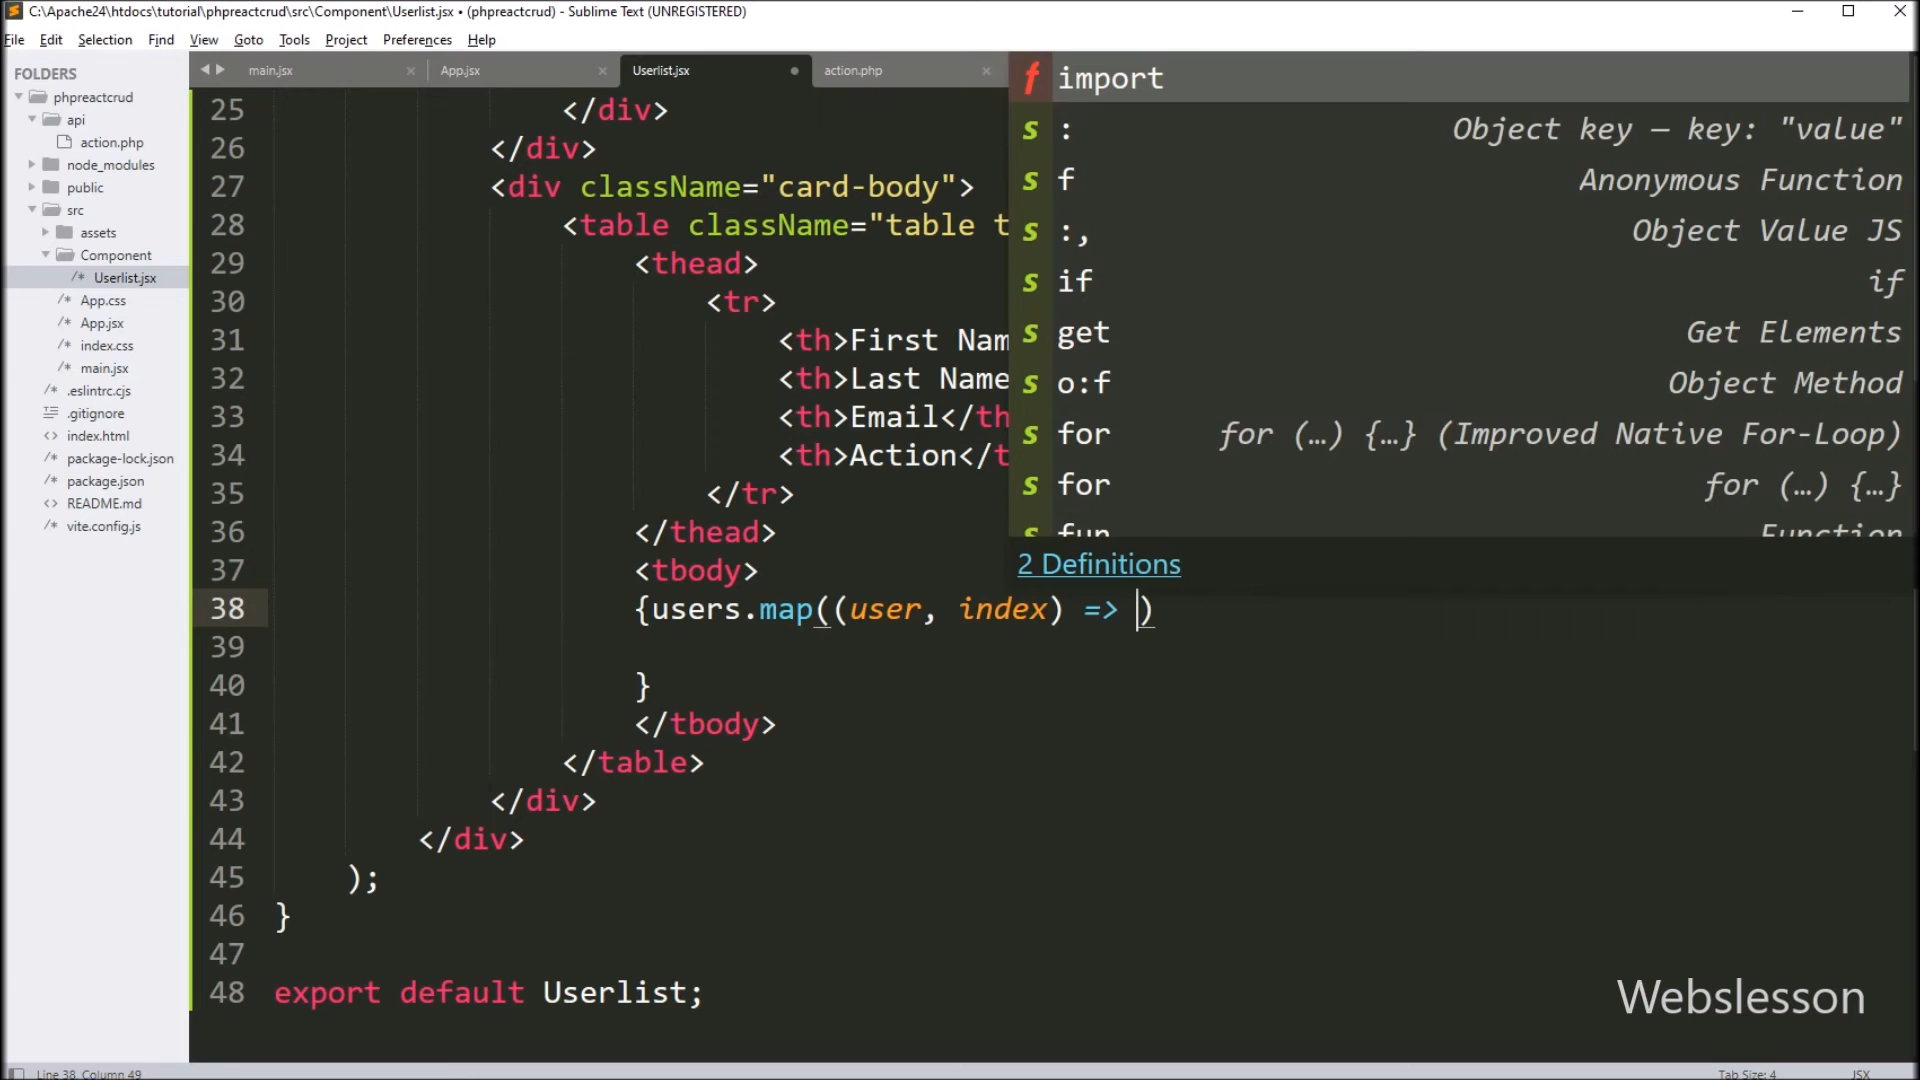 C:\Apache24\htdocs\tutorial\phpreactcrud\src\Component\Userlist.jsx • (phpreactcrud) - Sublime Text (UNREGISTERED)
File Edit Selection Find View Goto Tools Project Preferences Help
FOLDERS
phpreactcrud
api
action.php
node_modules
public
src
assets
Component
/* Userlist.jsx
/* App.css
/* App.jsx
/* index.css
/* main.jsx
/* .eslintrc.cjs
.gitignore
<> index.html
/* package-lock.json
/* package.json
<> README.md
/* vite.config.js
main.jsx App.jsx Userlist.jsx action.php
25 </div>
26 </div>
27 <div className="card-body">
28 <table className="table t
29 <thead>
30 <tr>
31 <th>First Nam
32 <th>Last Name
33 <th>Email</th
34 <th>Action</t
35 </tr>
36 </thead>
37 <tbody>
38 {users.map((user, index) => )
39
40 }
41 </tbody>
42 </table>
43 </div>
44 </div>
45 );
46 }
47
48 export default Userlist;
f import
s : Object key — key: "value"
s f Anonymous Function
s :, Object Value JS
s if if
s get Get Elements
s o:f Object Method
s for for (…) {…} (Improved Native For-Loop)
s for for (…) {…}
s fun Function
2 Definitions
Webslesson
Line 38, Column 49 Tab Size: 4 JSX